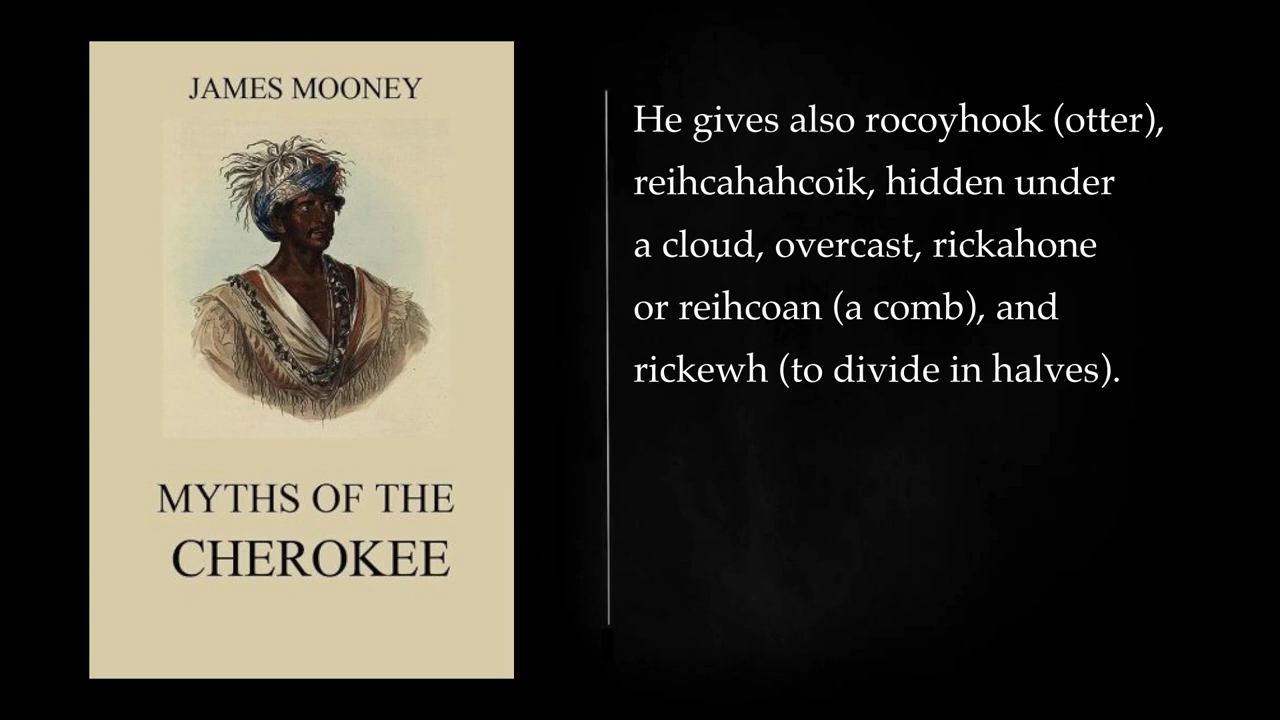 JAMES MOONEY
MYTHS OF THE
CHEROKEE
He gives also rocoyhook (otter),
reihcahahcoik, hidden under
a cloud, overcast, rickahone
or reihcoan (a comb), and
rickewh (to divide in halves).